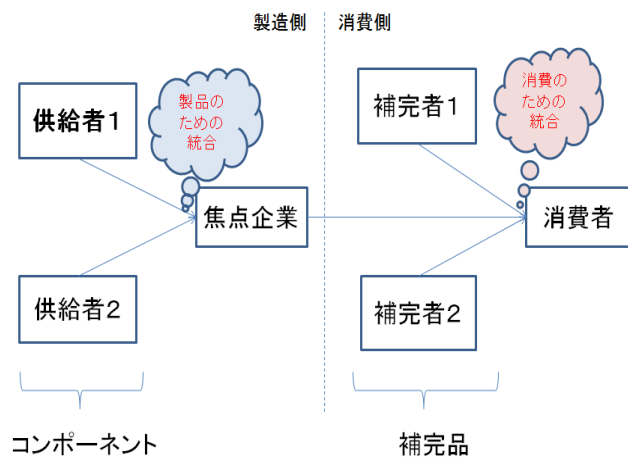 製造側
消費側
供給者1
製品の
ための
統合
補完者1
消費の
ための
統合
焦点企業
消費者
供給者2
補完者2
コンポーネント
補完品